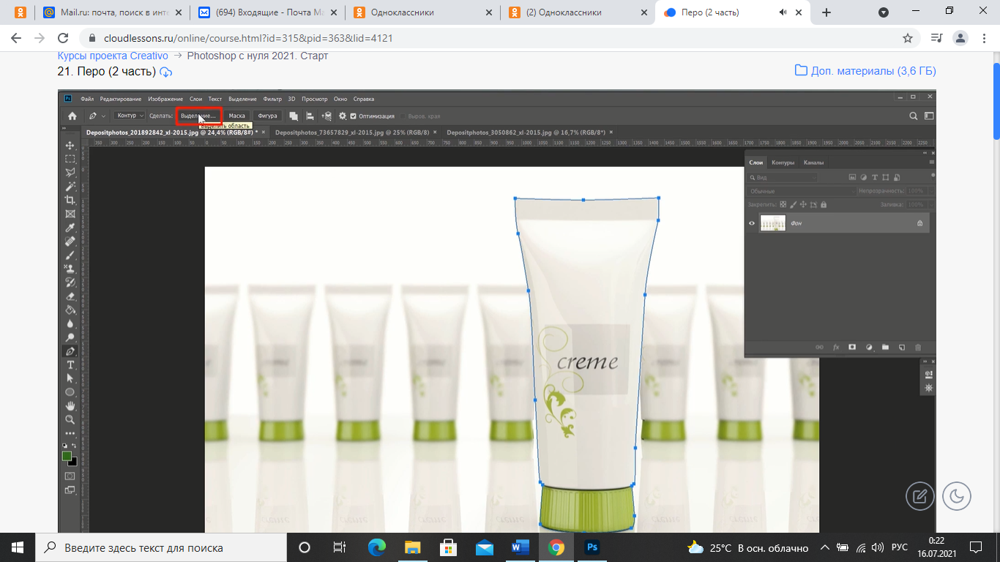 Mail.ru: почта, поиск в инте
(694) Входящие - Почта Ma
Одноклассники
(2) Одноклассники
Перо (2 часть)
cloudlessons.ru/online/course.html?id=315&pid=363&lid=4121
Курсы проекта Creativo → Photoshop с нуля 2021. Старт
21. Перо (2 часть)
Доп. материалы (3,6 ГБ)
Ps Файл Редактирование Изображение Слои Текст Выделение Фильтр 3D Просмотр Окно Справка
Контур Сделать: Выделение... Маска Фигура Оптимизация Выров. края
Выделить область
Depositphotos_201892842_xl-2015.jpg @ 24,4% (RGB/8#) * Depositphotos_73657829_xl-2015.jpg @ 25% (RGB/8) Depositphotos_3050862_xl-2015.jpg @ 16,7% (RGB/8*)
Слои Контуры Каналы
Вид
Обычные Непрозрачность: 100%
Закрепить: Заливка: 100%
Фон
fx
creme
Введите здесь текст для поиска
25°C В осн. облачно
РУС
0:22
16.07.2021